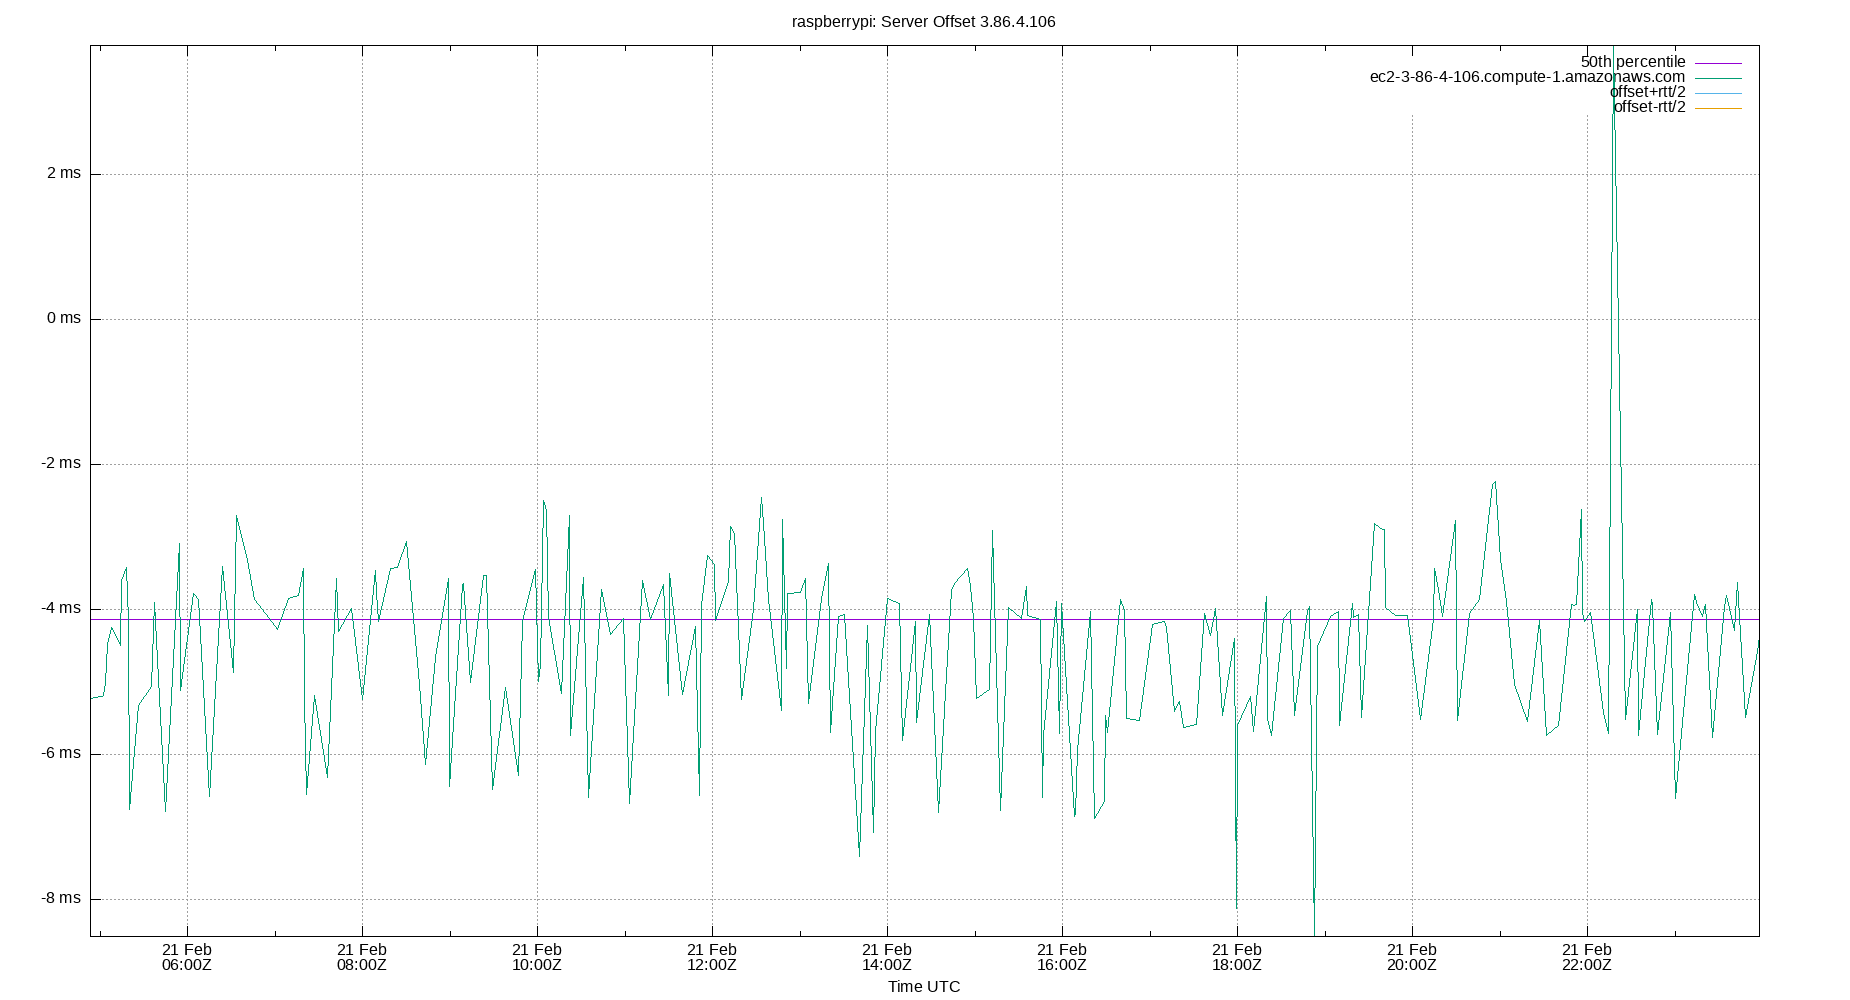 raspberrypi: Server Offset 3.86.4.106
50th percentile
ec2-3-86-4-106.compute-1.amazonaws.com
offset+rtt/2
offset-rtt/2
2 ms
0 ms
-2 ms
-4 ms
-6 ms
-8 ms
21 Feb 21 Feb 21 Feb 21 Feb 21 Feb 21 Feb 21 Feb 21 Feb 21 Feb
06:00Z 08:00Z 10:00Z 12:00Z 14:00Z 16:00Z 18:00Z 20:00Z 22:00Z
Time UTC